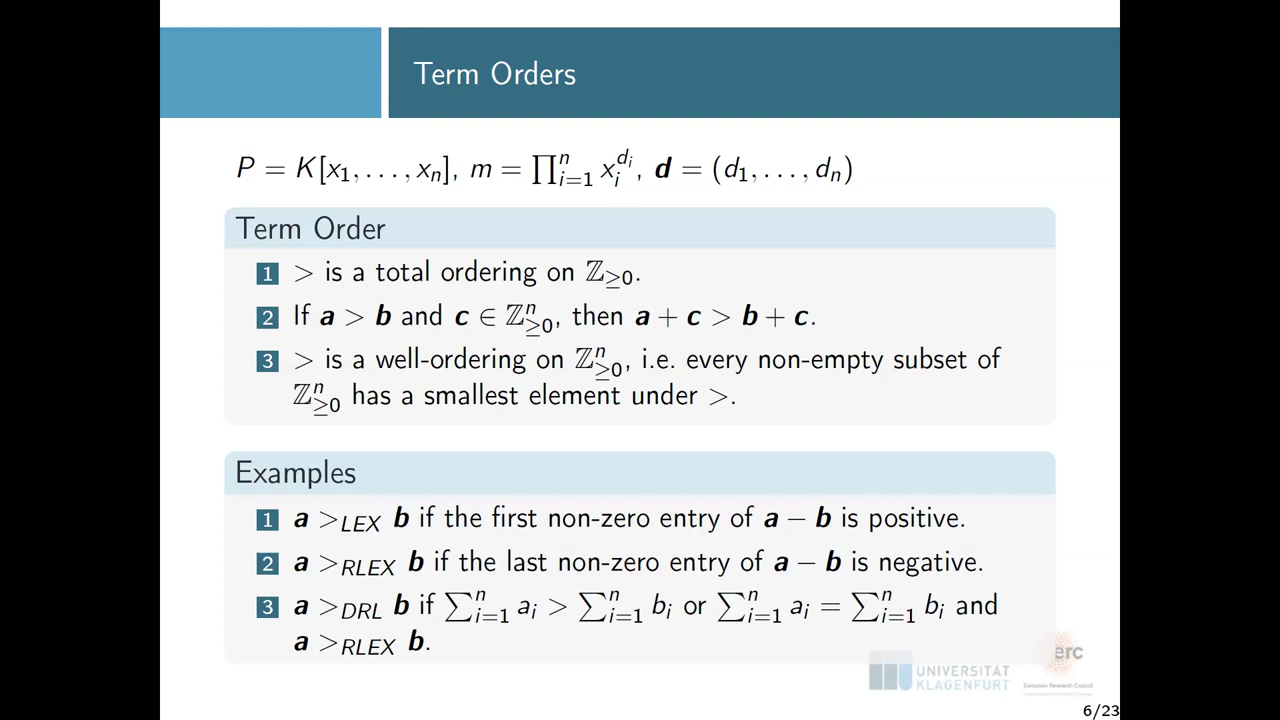 Term Orders
P = K[x₁, . . . , xₙ], m = ∏ⁿᵢ₌₁ xᵢ^{dᵢ}, d = (d₁, . . . , dₙ)
Term Order
1 > is a total ordering on ℤ≥0.
2 If a > b and c ∈ ℤⁿ≥0, then a + c > b + c.
3 > is a well-ordering on ℤⁿ≥0, i.e. every non-empty subset of
ℤⁿ≥0 has a smallest element under >.
Examples
1 a >LEX b if the first non-zero entry of a − b is positive.
2 a >RLEX b if the last non-zero entry of a − b is negative.
3 a >DRL b if ∑ⁿᵢ₌₁ aᵢ > ∑ⁿᵢ₌₁ bᵢ or ∑ⁿᵢ₌₁ aᵢ = ∑ⁿᵢ₌₁ bᵢ and
a >RLEX b.
UNIVERSITÄT
KLAGENFURT
erc
European Research Council
6/23